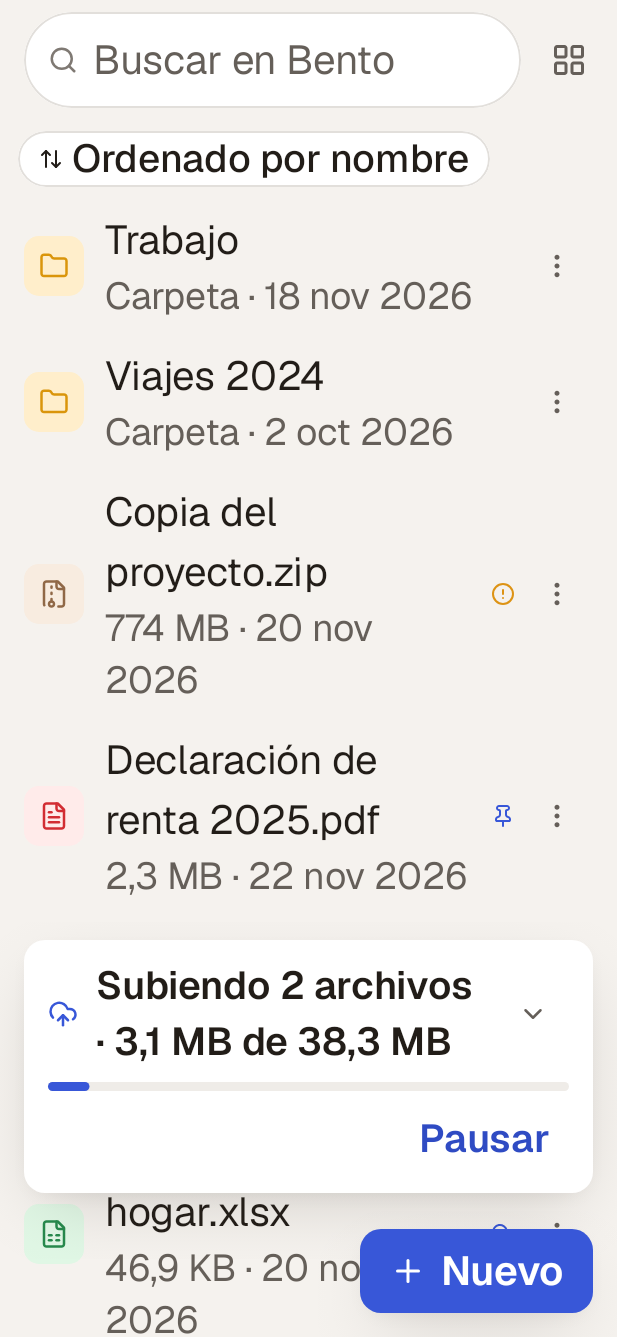 Buscar en Bento
Ordenado por nombre
Trabajo
Carpeta · 18 nov 2026
Viajes 2024
Carpeta · 2 oct 2026
Copia del
proyecto.zip
774 MB · 20 nov
2026
Declaración de
renta 2025.pdf
2,3 MB · 22 nov 2026
Subiendo 2 archivos
· 3,1 MB de 38,3 MB
Pausar
hogar.xlsx
46,9 KB · 20 no
2026
Nuevo